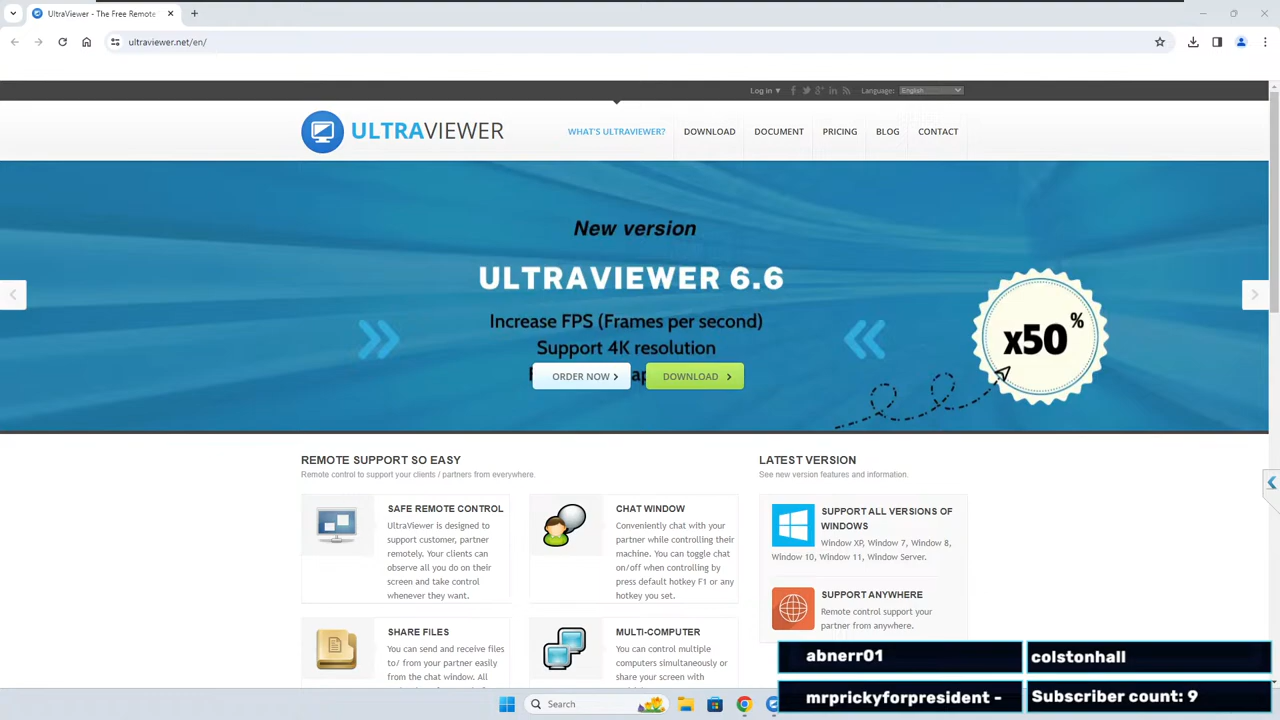 UltraViewer - The Free Remote
ultraviewer.net/en/
Log in ▼
Language:
English
ULTRAVIEWER
WHAT'S ULTRAVIEWER?
DOWNLOAD
DOCUMENT
PRICING
BLOG
CONTACT
New version
ULTRAVIEWER 6.6
Increase FPS (Frames per second)
Support 4K resolution
ORDER NOW
DOWNLOAD
x50%
REMOTE SUPPORT SO EASY
Remote control to support your clients / partners from everywhere.
SAFE REMOTE CONTROL
UltraViewer is designed to
support customer, partner
remotely. Your clients can
observe all you do on their
screen and take control
whenever they want.
CHAT WINDOW
Conveniently chat with your
partner while controlling their
machine. You can toggle chat
on/off when controlling by
press default hotkey F1 or any
hotkey you set.
SHARE FILES
You can send and receive files
to/ from your partner easily
from the chat window. All
MULTI-COMPUTER
You can control multiple
computers simultaneously or
share your screen with
LATEST VERSION
See new version features and information.
SUPPORT ALL VERSIONS OF
WINDOWS
Window XP, Window 7, Window 8,
Window 10, Window 11, Window Server.
SUPPORT ANYWHERE
Remote control support your
partner from anywhere.
abnerr01
colstonhall
mrprickyforpresident -
Subscriber count: 9
Search